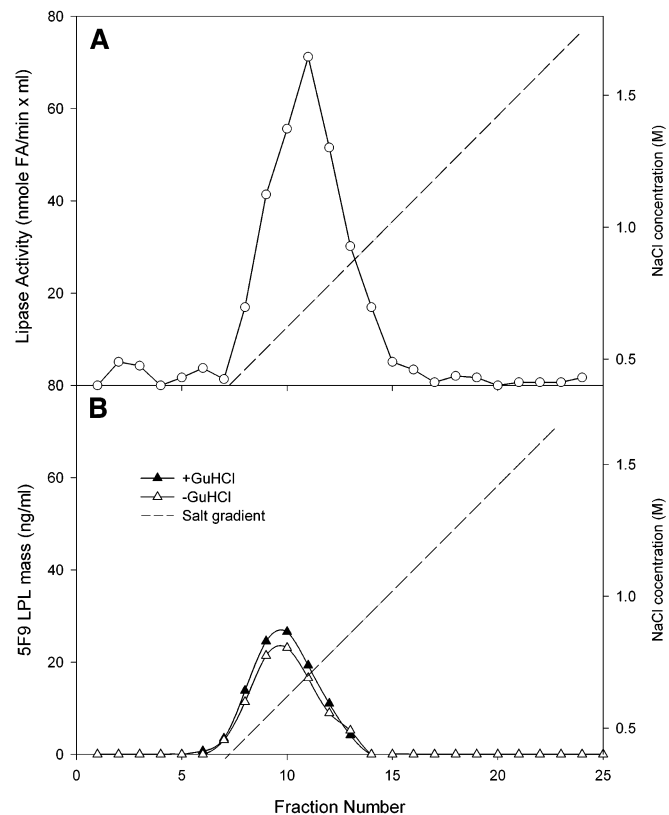 A
80
60
40
20
Lipase Activity (nmole FA/min x ml)
1.5
1.0
0.5
NaCl concentration (M)
B
80
60
40
20
0
5F9 LPL mass (ng/ml)
+GuHCl
-GuHCl
Salt gradient
1.5
1.0
0.5
NaCl cocentration (M)
0 5 10 15 20 25
Fraction Number